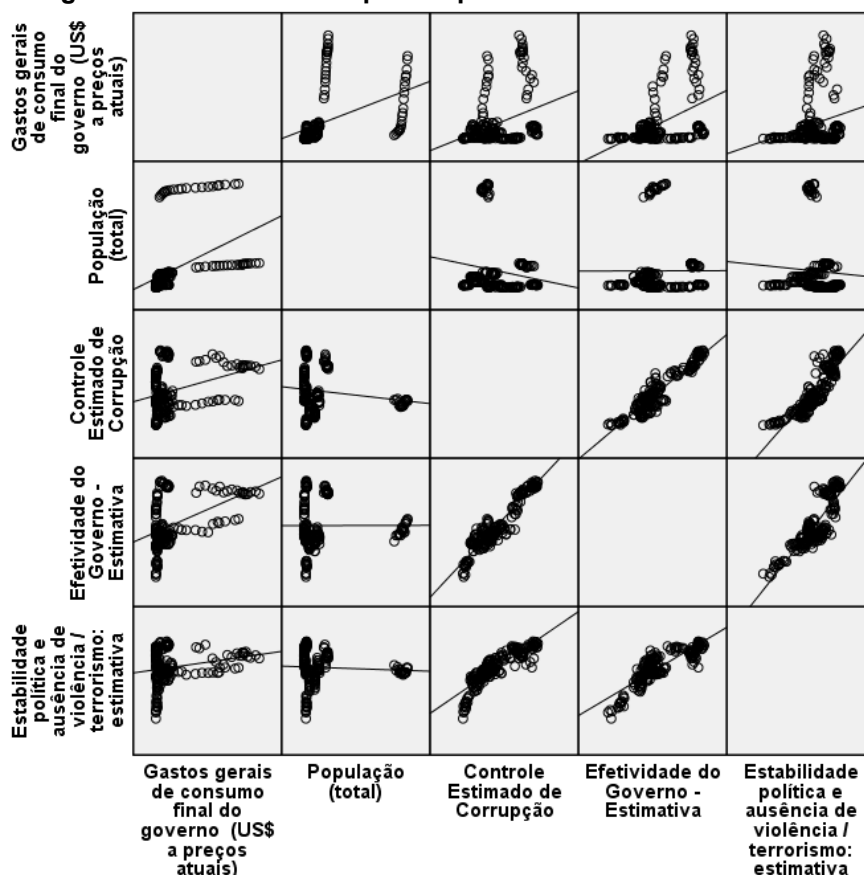 Gastos gerais
de consumo
final do
governo (US$
a preços
atuais)
População
(total)
Controle
Estimado de
Corrupção
Efetividade do
Governo -
Estimativa
Estabilidade
política e
ausência de
violência /
terrorismo:
estimativa
Gastos gerais
de consumo
final do
governo (US$
a preços
atuais)
População
(total)
Controle
Estimado de
Corrupção
Efetividade do
Governo -
Estimativa
Estabilidade
política e
ausência de
violência /
terrorismo:
estimativa